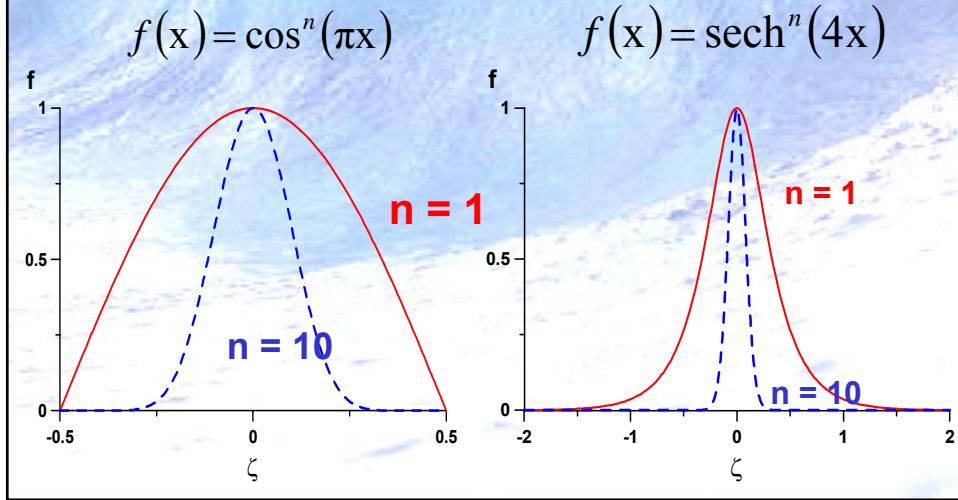 f(x) = cosⁿ(πx)
f
1
0.5
0
-0.5
0
0.5
ζ
n = 1
n = 10
f(x) = sechⁿ(4x)
f
1
0.5
0
-2
-1
0
1
2
ζ
n = 1
n = 10